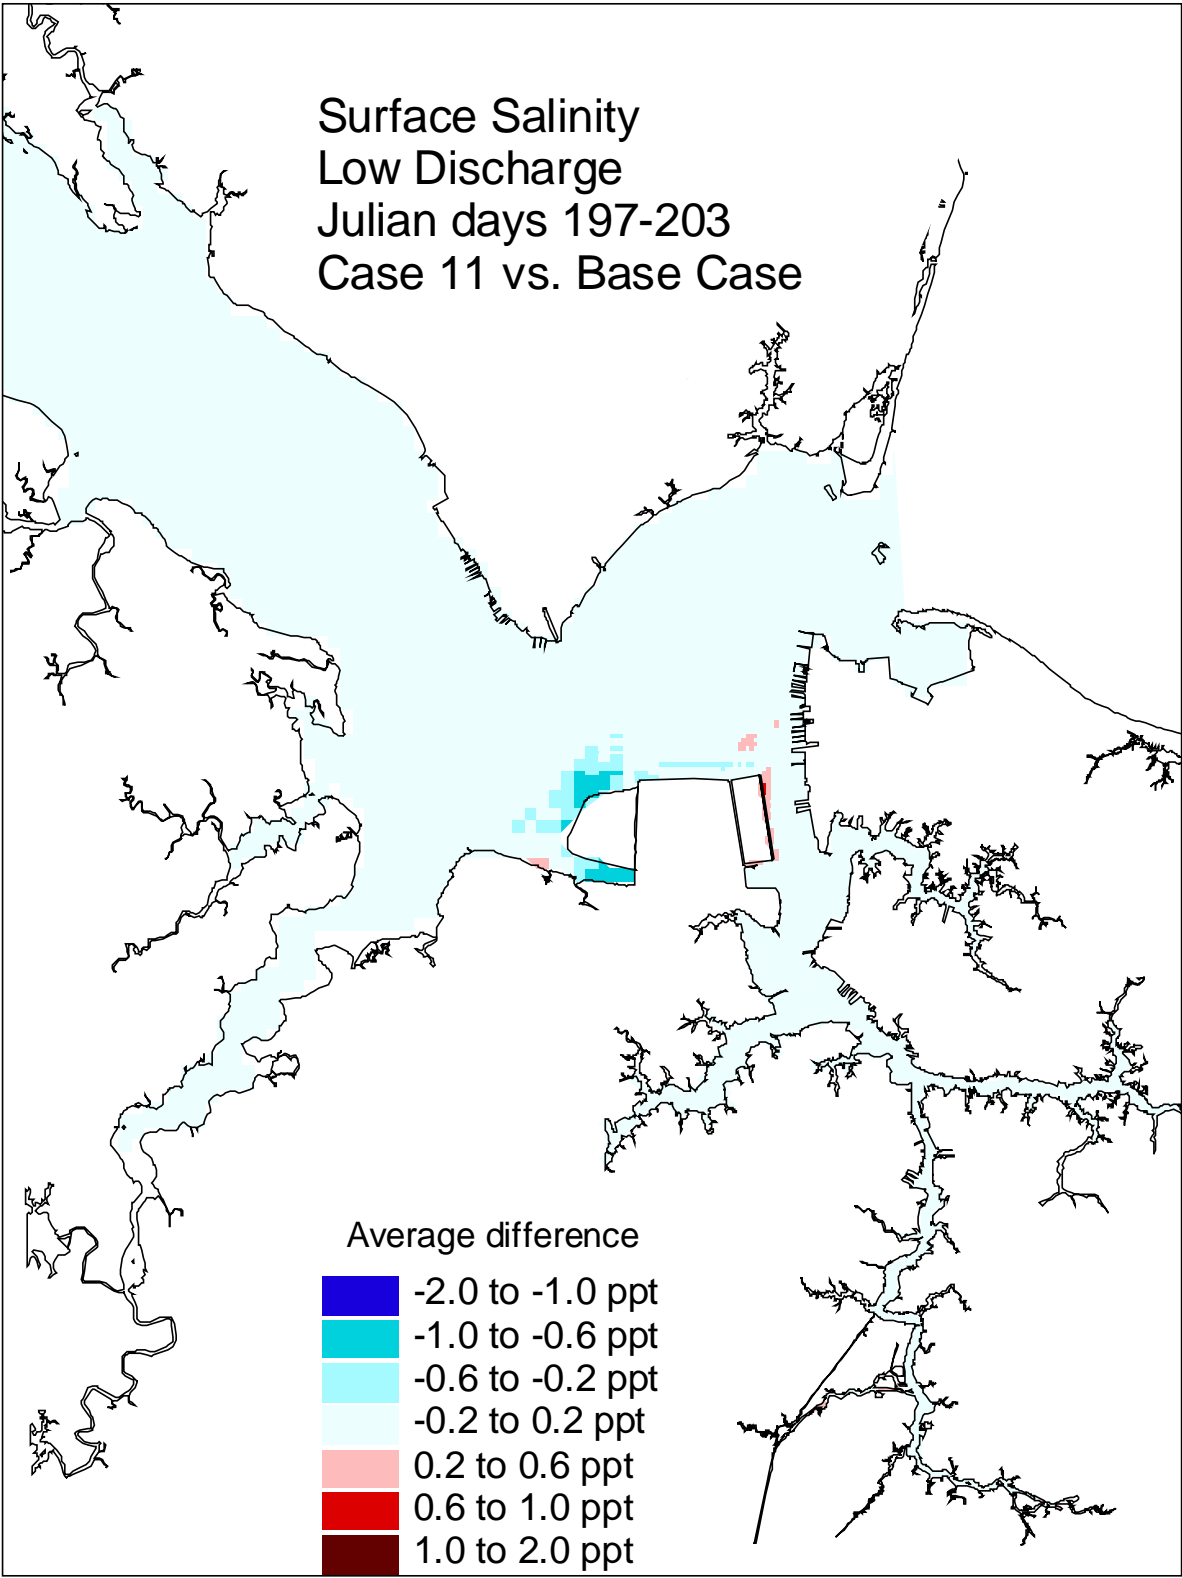 Surface Salinity
Low Discharge
Julian days 197-203
Case 11 vs. Base Case
Average difference
-2.0 to -1.0 ppt
-1.0 to -0.6 ppt
-0.6 to -0.2 ppt
-0.2 to 0.2 ppt
0.2 to 0.6 ppt
0.6 to 1.0 ppt
1.0 to 2.0 ppt